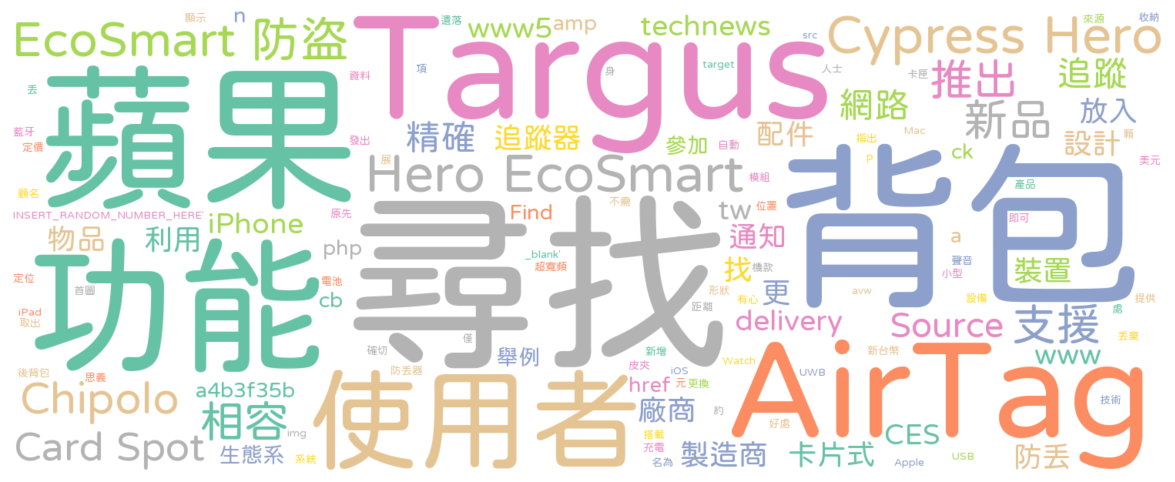 顯示 n 遺落 www5 amp technews 來源 收納
EcoSmart 防盜 Targus src Cypress Hero
蘋果 資料 項 身 target 人士 卡匣 推出 追蹤
丟 網路 新品 放入
藍牙 發出 精確 追蹤器 參加 自動 配件 指出 Mac 設計 顆
定價 展 Hero EcoSmart 模組 P ck 美元
顧名 不需 背包 產品
INSERT_RANDOM_NUMBER_HERE 原先 Find 尋找 tw 位置 即可
物品 利用 iPhone php _blank' 通知 a
功能 超寬頻 找 機款 聲音 裝置
定位 首圖 電池 cb 形狀 更 小型
iPad 距離 有心 avw 設備 處 提供
取出 僅 delivery Source 支援 丟棄
確切 舉例 新增 新台幣 www
後背包 思義 防丟器 皮夾 iOS Watch AirTag
Chipolo a4b3f35b 使用者 href 元 更換 UWB 技術
相容 img 廠商 約 好處 CES
Card Spot 生態系 系統 搭載 充電 名為 製造商 卡片式 Apple USB 防丟